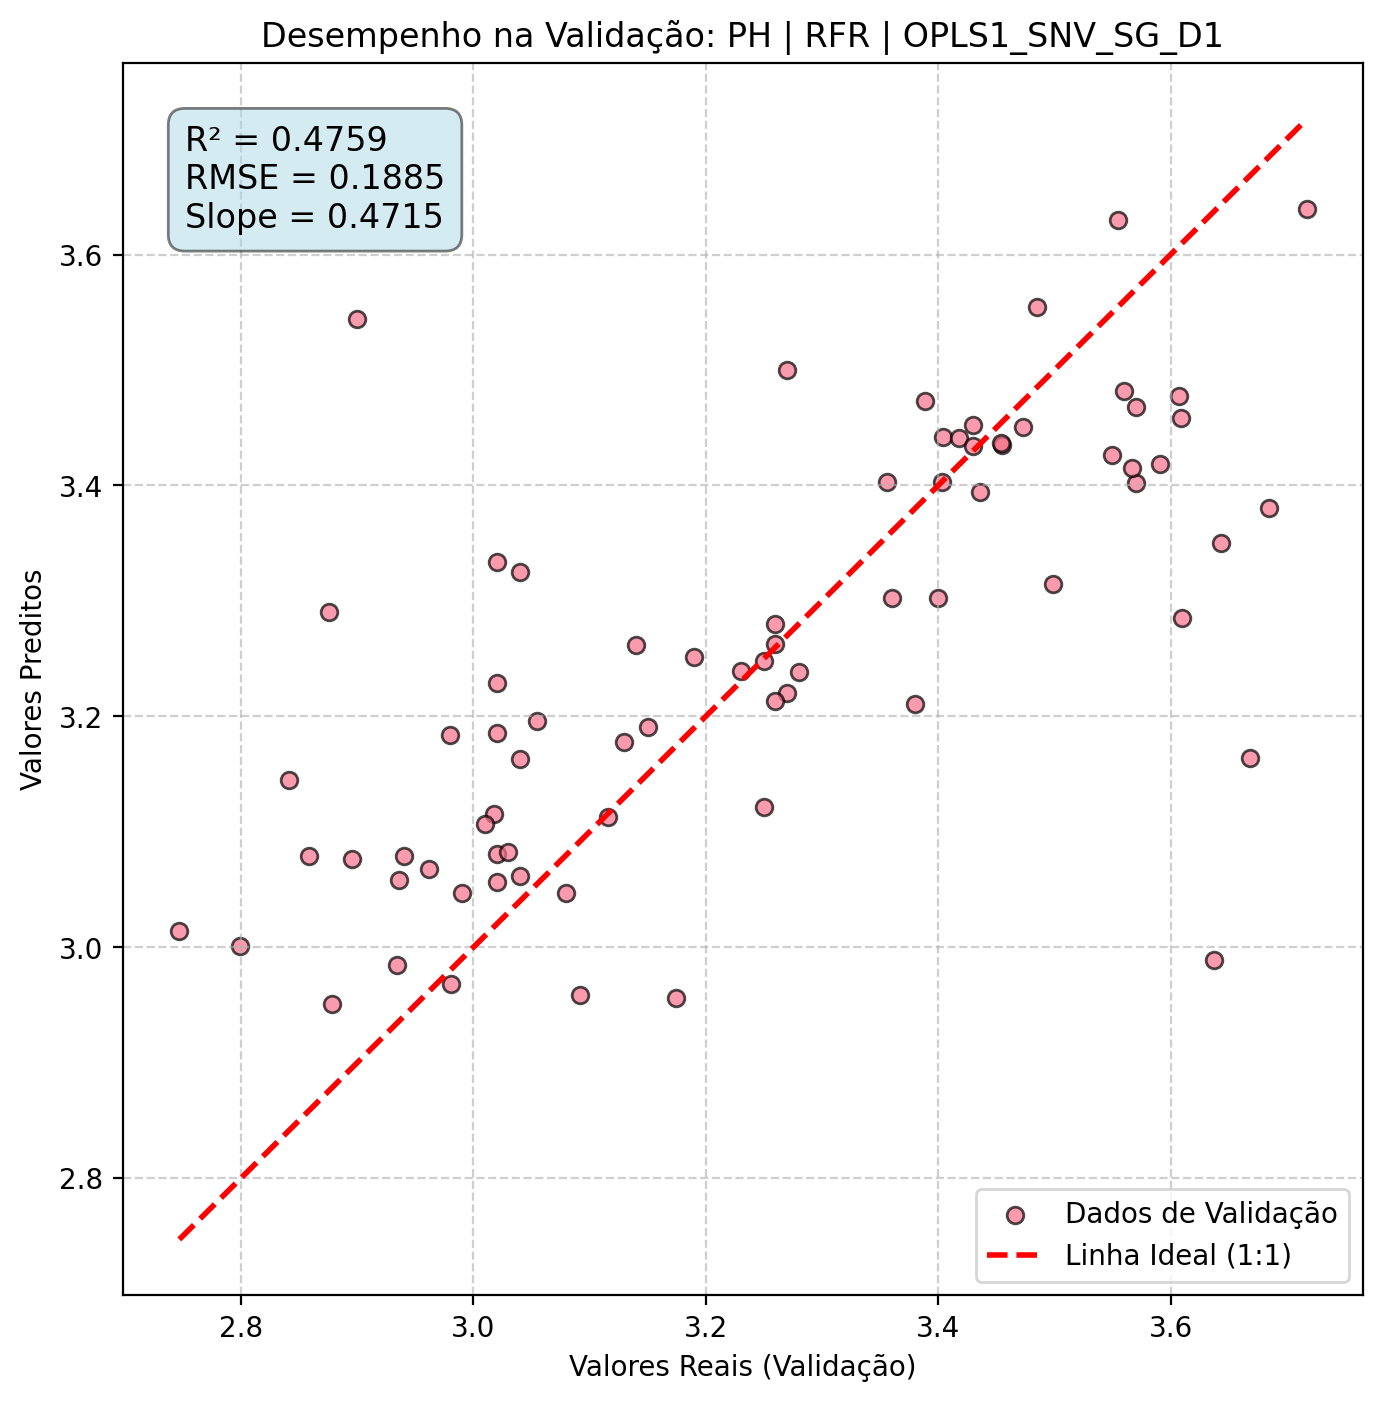 Desempenho na Validação: PH | RFR | OPLS1_SNV_SG_D1
R² = 0.4759
RMSE = 0.1885
Slope = 0.4715
3.6
3.4
3.2
3.0
2.8
Valores Preditos
Dados de Validação
Linha Ideal (1:1)
2.8 3.0 3.2 3.4 3.6
Valores Reais (Validação)